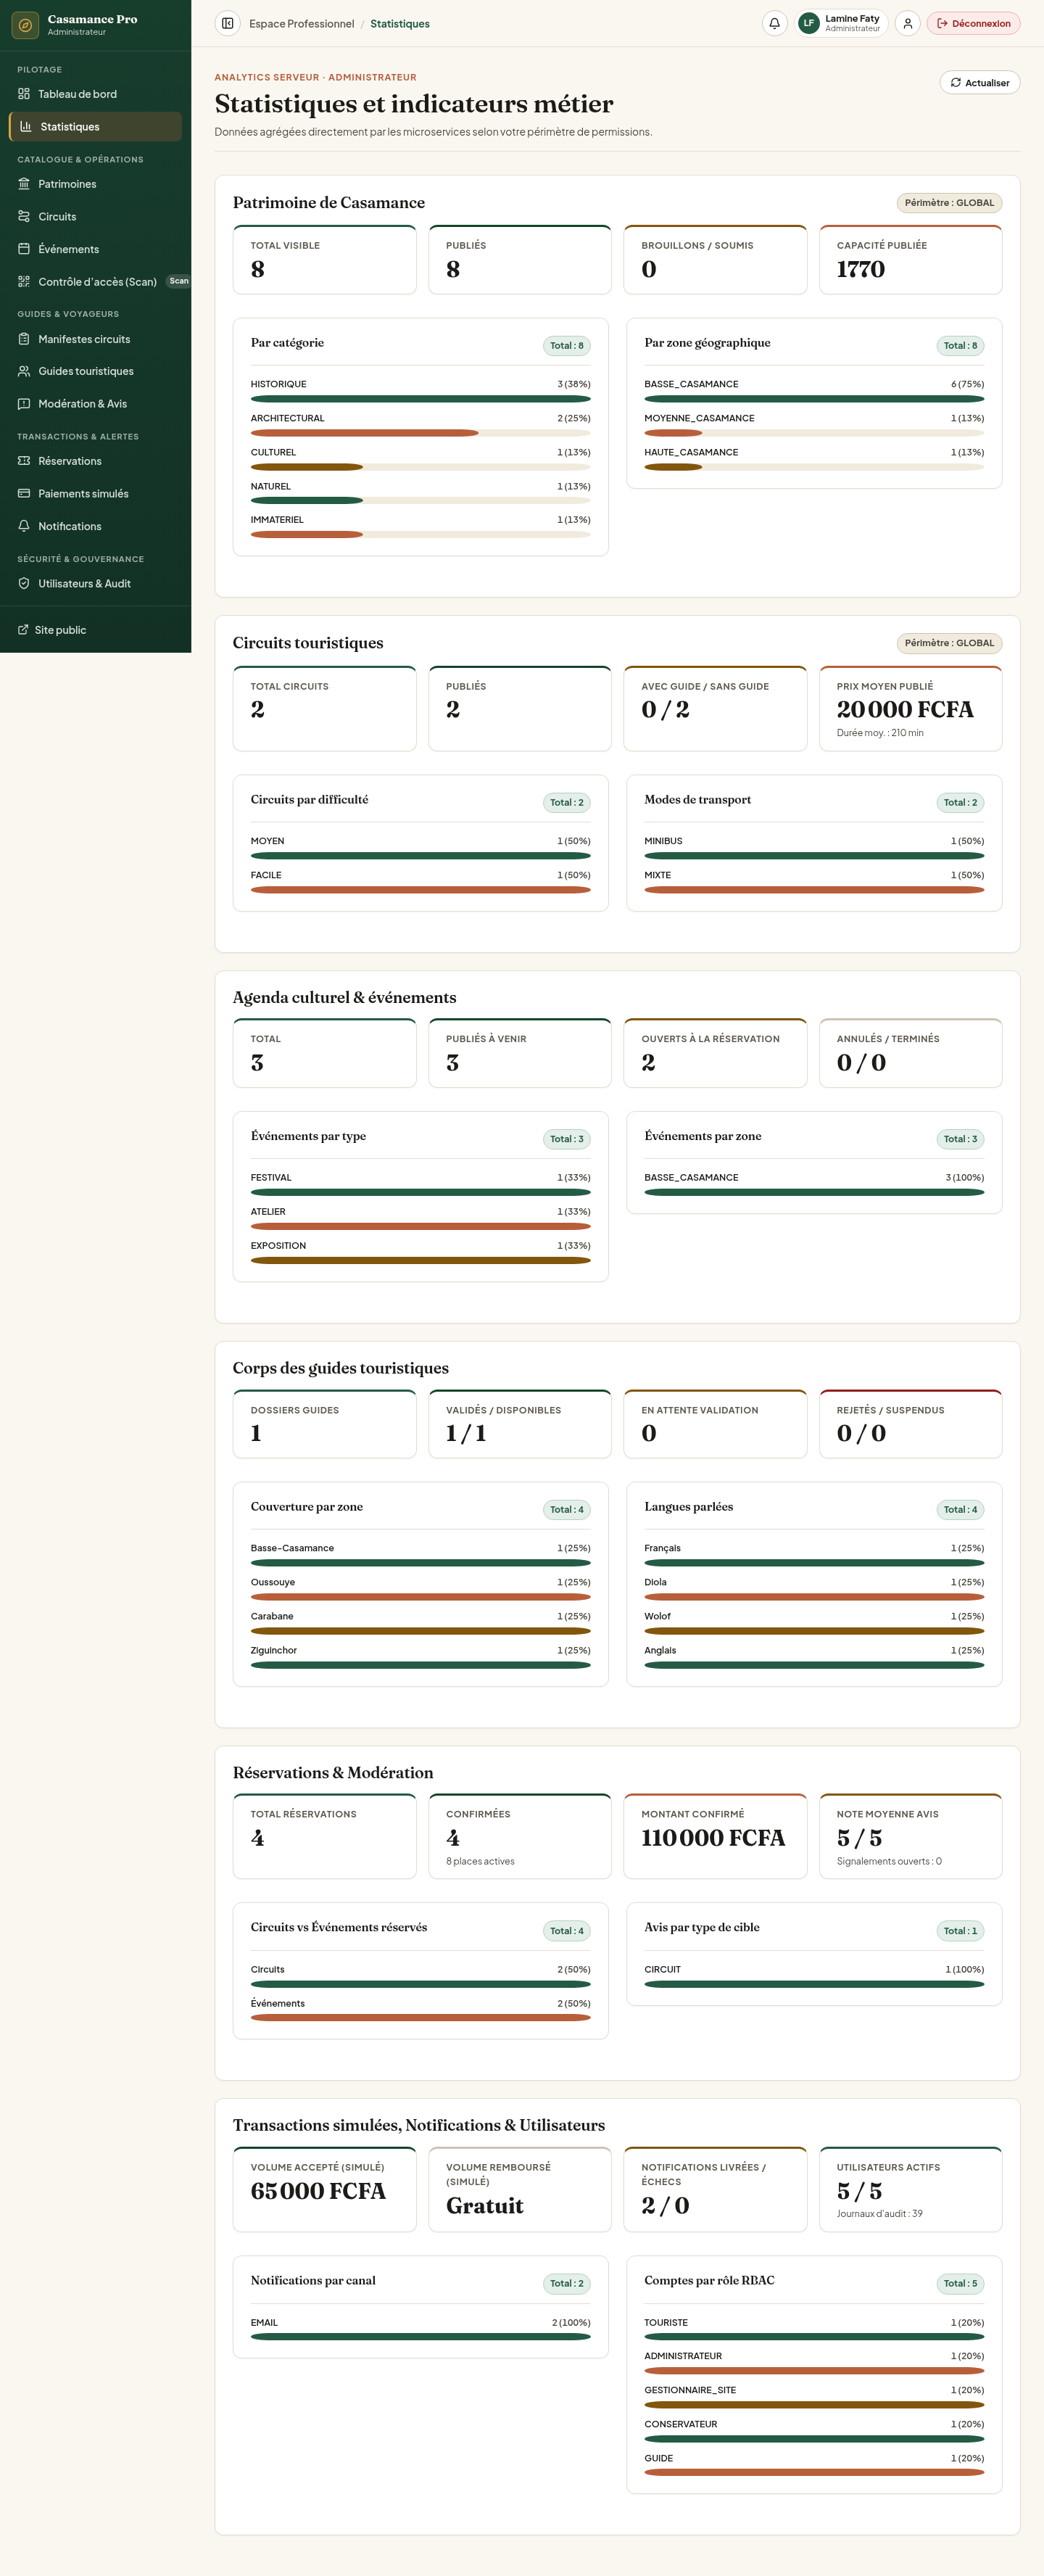 Casamance Pro
Administrateur
PILOTAGE
Tableau de bord
Statistiques
CATALOGUE & OPÉRATIONS
Patrimoines
Circuits
Événements
Contrôle d'accès (Scan) Scan
GUIDES & VOYAGEURS
Manifestes circuits
Guides touristiques
Modération & Avis
TRANSACTIONS & ALERTES
Réservations
Paiements simulés
Notifications
SÉCURITÉ & GOUVERNANCE
Utilisateurs & Audit
Site public
Espace Professionnel / Statistiques
LF Lamine Faty
Administrateur
Déconnexion
ANALYTICS SERVEUR · ADMINISTRATEUR
Statistiques et indicateurs métier
Données agrégées directement par les microservices selon votre périmètre de permissions.
Actualiser
Patrimoine de Casamance
Périmètre : GLOBAL
TOTAL VISIBLE
8
PUBLIÉS
8
BROUILLONS / SOUMIS
0
CAPACITÉ PUBLIÉE
1770
Par catégorie Total : 8
HISTORIQUE 3 (38%)
ARCHITECTURAL 2 (25%)
CULTUREL 1 (13%)
NATUREL 1 (13%)
IMMATERIEL 1 (13%)
Par zone géographique Total : 8
BASSE_CASAMANCE 6 (75%)
MOYENNE_CASAMANCE 1 (13%)
HAUTE_CASAMANCE 1 (13%)
Circuits touristiques
Périmètre : GLOBAL
TOTAL CIRCUITS
2
PUBLIÉS
2
AVEC GUIDE / SANS GUIDE
0 / 2
PRIX MOYEN PUBLIÉ
20 000 FCFA
Durée moy. : 210 min
Circuits par difficulté Total : 2
MOYEN 1 (50%)
FACILE 1 (50%)
Modes de transport Total : 2
MINIBUS 1 (50%)
MIXTE 1 (50%)
Agenda culturel & événements
TOTAL
3
PUBLIÉS À VENIR
3
OUVERTS À LA RÉSERVATION
2
ANNULÉS / TERMINÉS
0 / 0
Événements par type Total : 3
FESTIVAL 1 (33%)
ATELIER 1 (33%)
EXPOSITION 1 (33%)
Événements par zone Total : 3
BASSE_CASAMANCE 3 (100%)
Corps des guides touristiques
DOSSIERS GUIDES
1
VALIDÉS / DISPONIBLES
1 / 1
EN ATTENTE VALIDATION
0
REJETÉS / SUSPENDUS
0 / 0
Couverture par zone Total : 4
Basse-Casamance 1 (25%)
Oussouye 1 (25%)
Carabane 1 (25%)
Ziguinchor 1 (25%)
Langues parlées Total : 4
Français 1 (25%)
Diola 1 (25%)
Wolof 1 (25%)
Anglais 1 (25%)
Réservations & Modération
TOTAL RÉSERVATIONS
4
CONFIRMÉES
4
8 places actives
MONTANT CONFIRMÉ
110 000 FCFA
NOTE MOYENNE AVIS
5 / 5
Signalements ouverts : 0
Circuits vs Événements réservés Total : 4
Circuits 2 (50%)
Événements 2 (50%)
Avis par type de cible Total : 1
CIRCUIT 1 (100%)
Transactions simulées, Notifications & Utilisateurs
VOLUME ACCEPTÉ (SIMULÉ)
65 000 FCFA
VOLUME REMBOURSÉ
(SIMULÉ)
Gratuit
NOTIFICATIONS LIVRÉES /
ÉCHECS
2 / 0
UTILISATEURS ACTIFS
5 / 5
Journaux d'audit : 39
Notifications par canal Total : 2
EMAIL 2 (100%)
Comptes par rôle RBAC Total : 5
TOURISTE 1 (20%)
ADMINISTRATEUR 1 (20%)
GESTIONNAIRE_SITE 1 (20%)
CONSERVATEUR 1 (20%)
GUIDE 1 (20%)